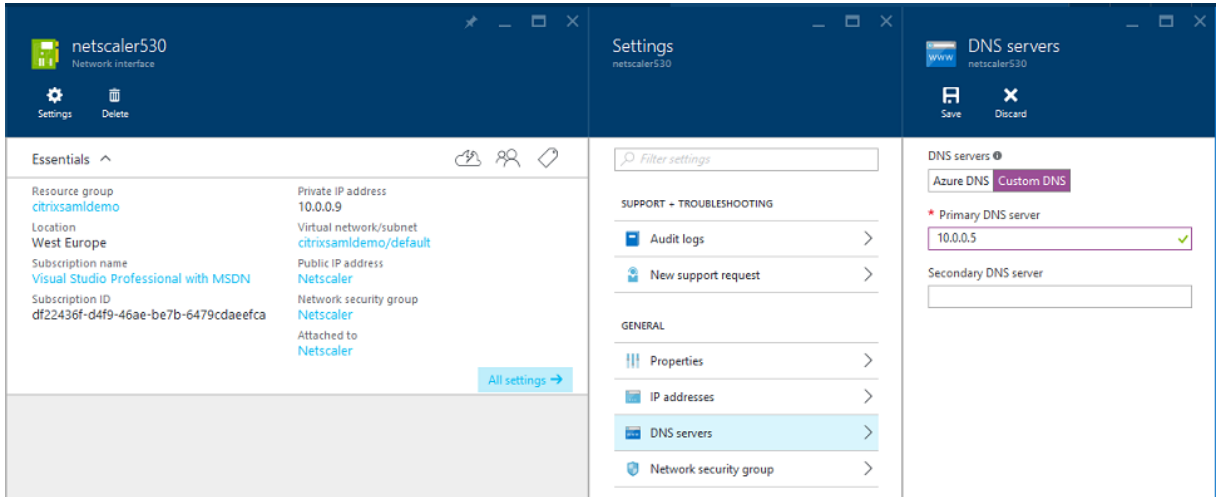 netscaler530
Network interface
Settings
Delete
Essentials
Resource group
citrixsamldemo
Location
West Europe
Subscription name
Visual Studio Professional with MSDN
Subscription ID
df22436f-d4f9-46ae-be7b-6479cdaeefca
Private IP address
10.0.0.9
Virtual network/subnet
citrixsamldemo/default
Public IP address
Netscaler
Network security group
Netscaler
Attached to
Netscaler
All settings →
Settings
netscaler530
Filter settings
SUPPORT + TROUBLESHOOTING
Audit logs
New support request
GENERAL
Properties
IP addresses
DNS servers
Network security group
www
DNS servers
netscaler530
Save
Discard
DNS servers
Azure DNS Custom DNS
* Primary DNS server
10.0.0.5
Secondary DNS server